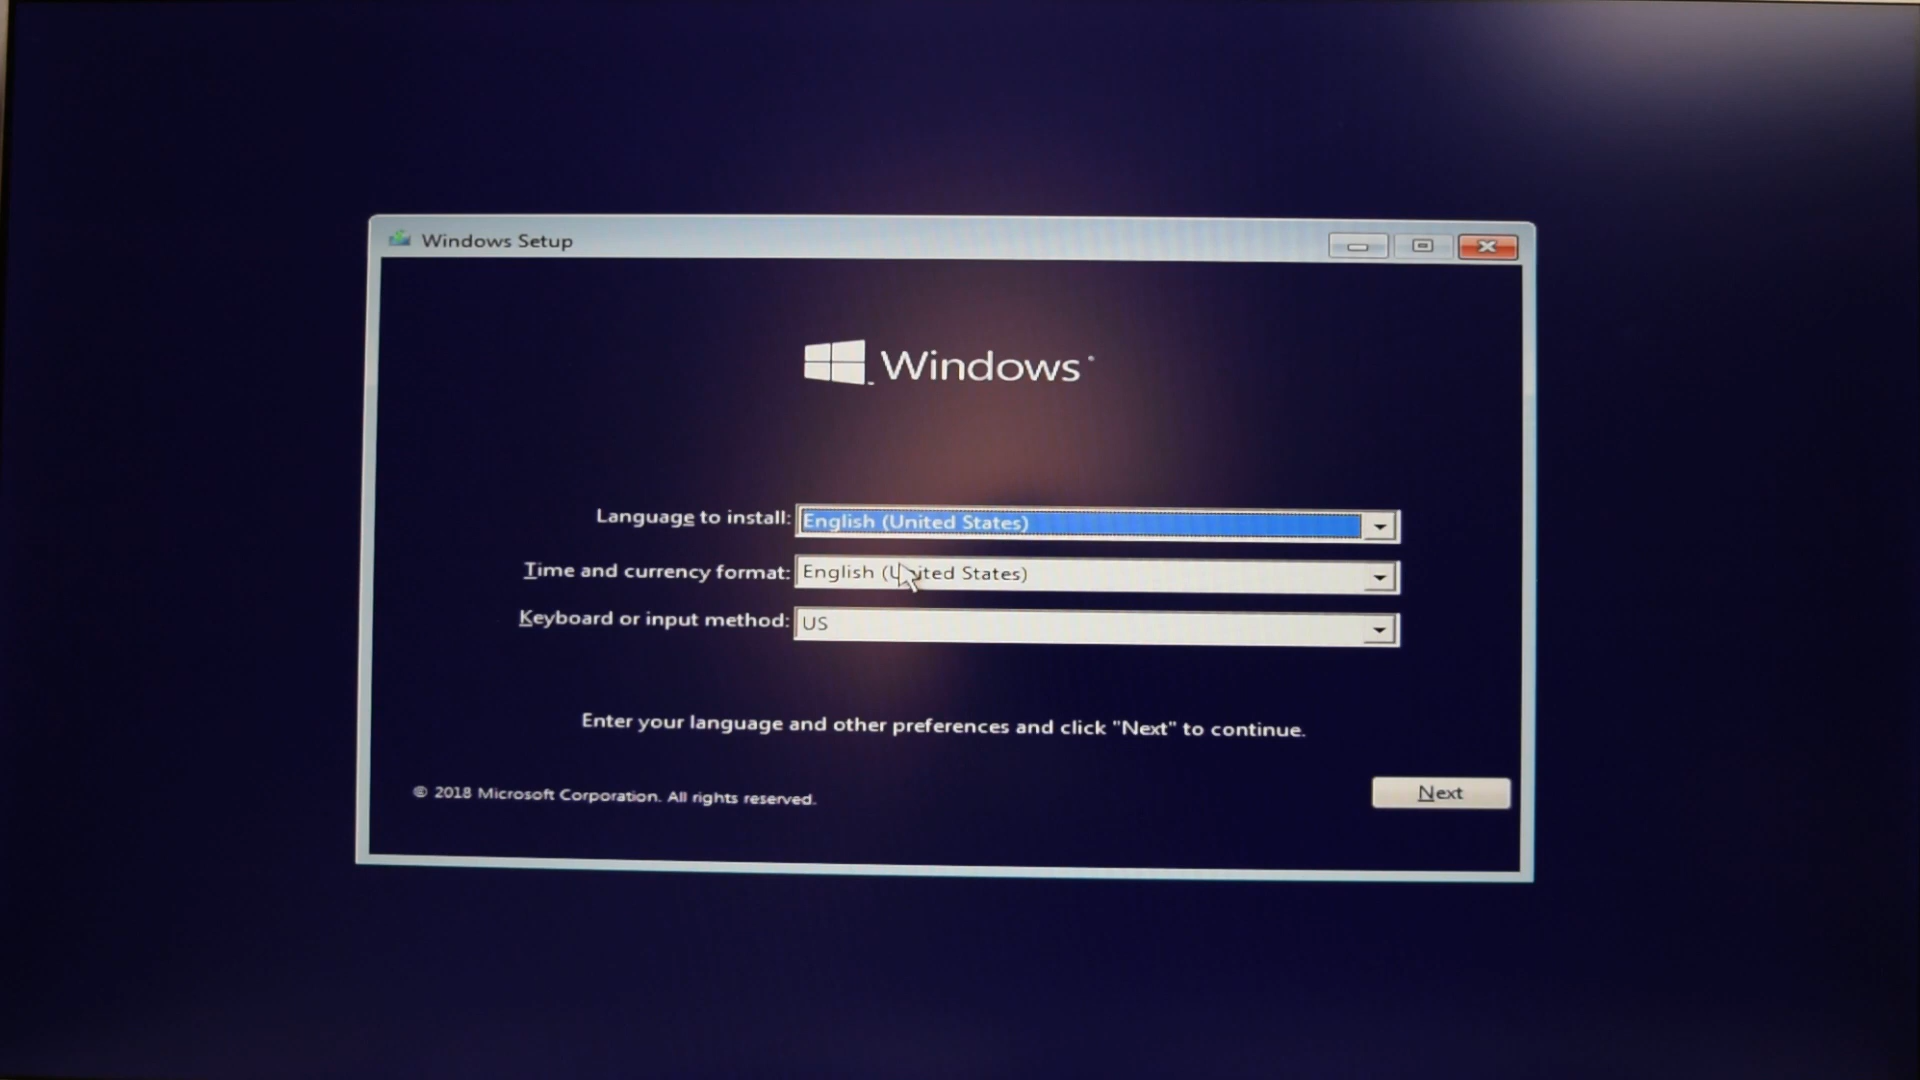 Windows Setup
Windows
Language to install: English (United States)
Time and currency format: English (United States)
Keyboard or input method: US
Enter your language and other preferences and click "Next" to continue.
© 2018 Microsoft Corporation. All rights reserved.
Next